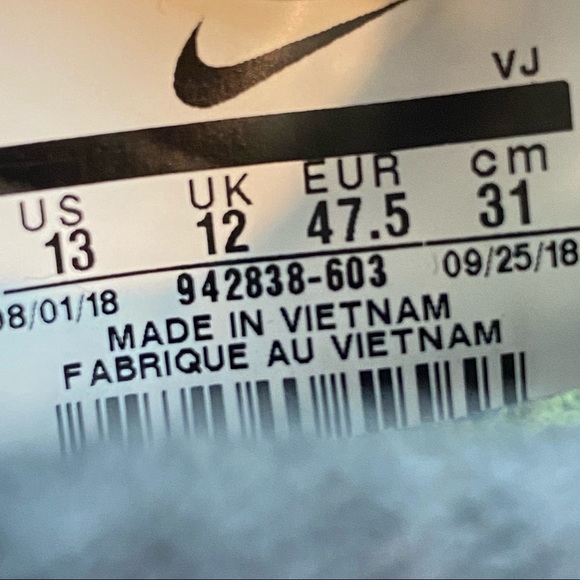 VJ
US UK EUR cm
13 12 47.5 31
08/01/18 942838-603 09/25/18
MADE IN VIETNAM
FABRIQUE AU VIETNAM